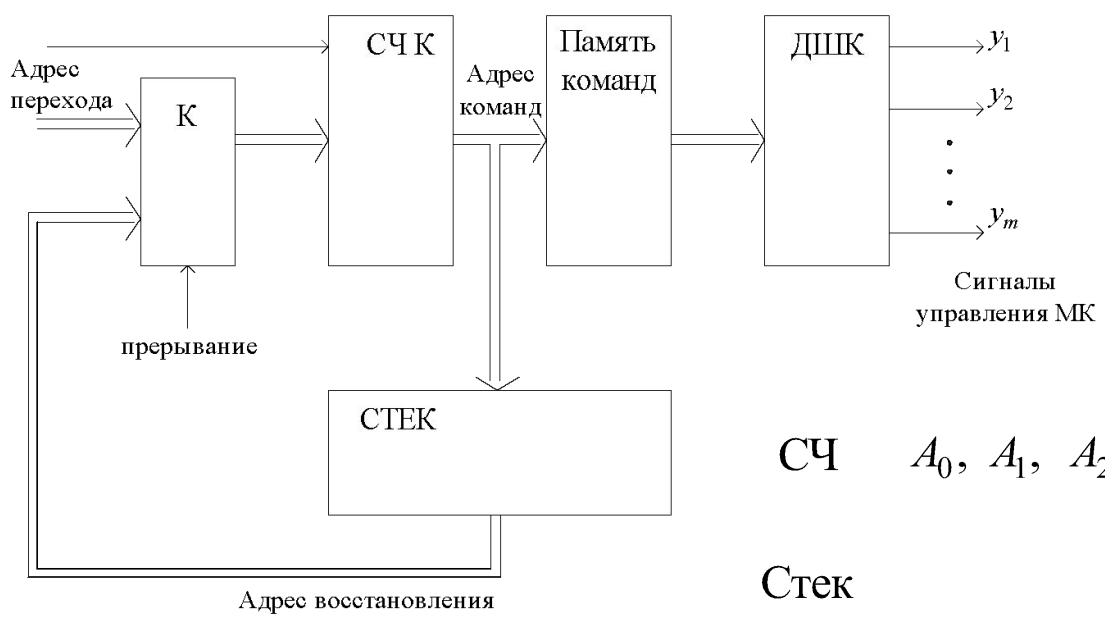 СЧ К
Память
команд
ДШК
y1
Адрес
перехода
К
Адрес
команд
y2
ym
Сигналы
управления МК
прерывание
СТЕК
СЧ A0, A1, A2
Стек
Адрес восстановления